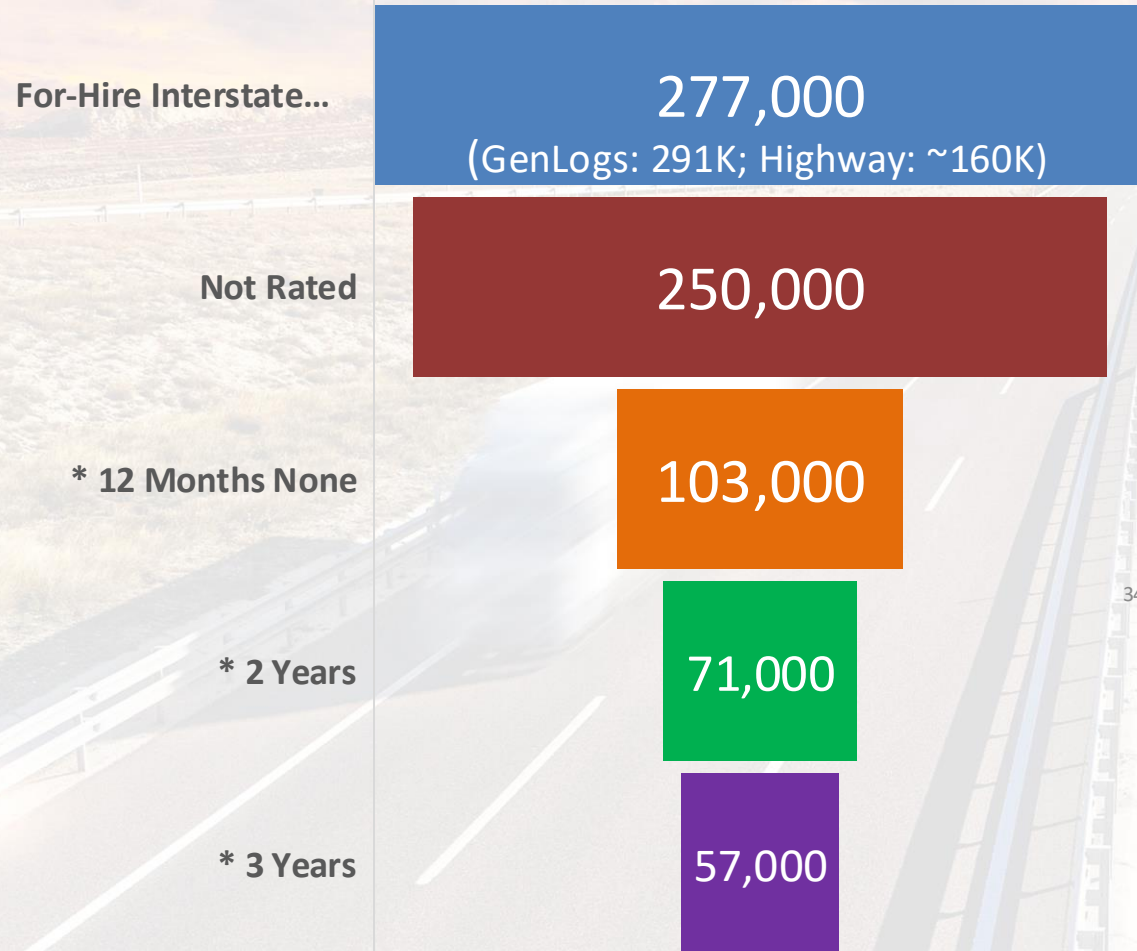 For-Hire Interstate...
277,000
(GenLogs: 291K; Highway: ~160K)
Not Rated
250,000
* 12 Months None
103,000
34
* 2 Years
71,000
* 3 Years
57,000